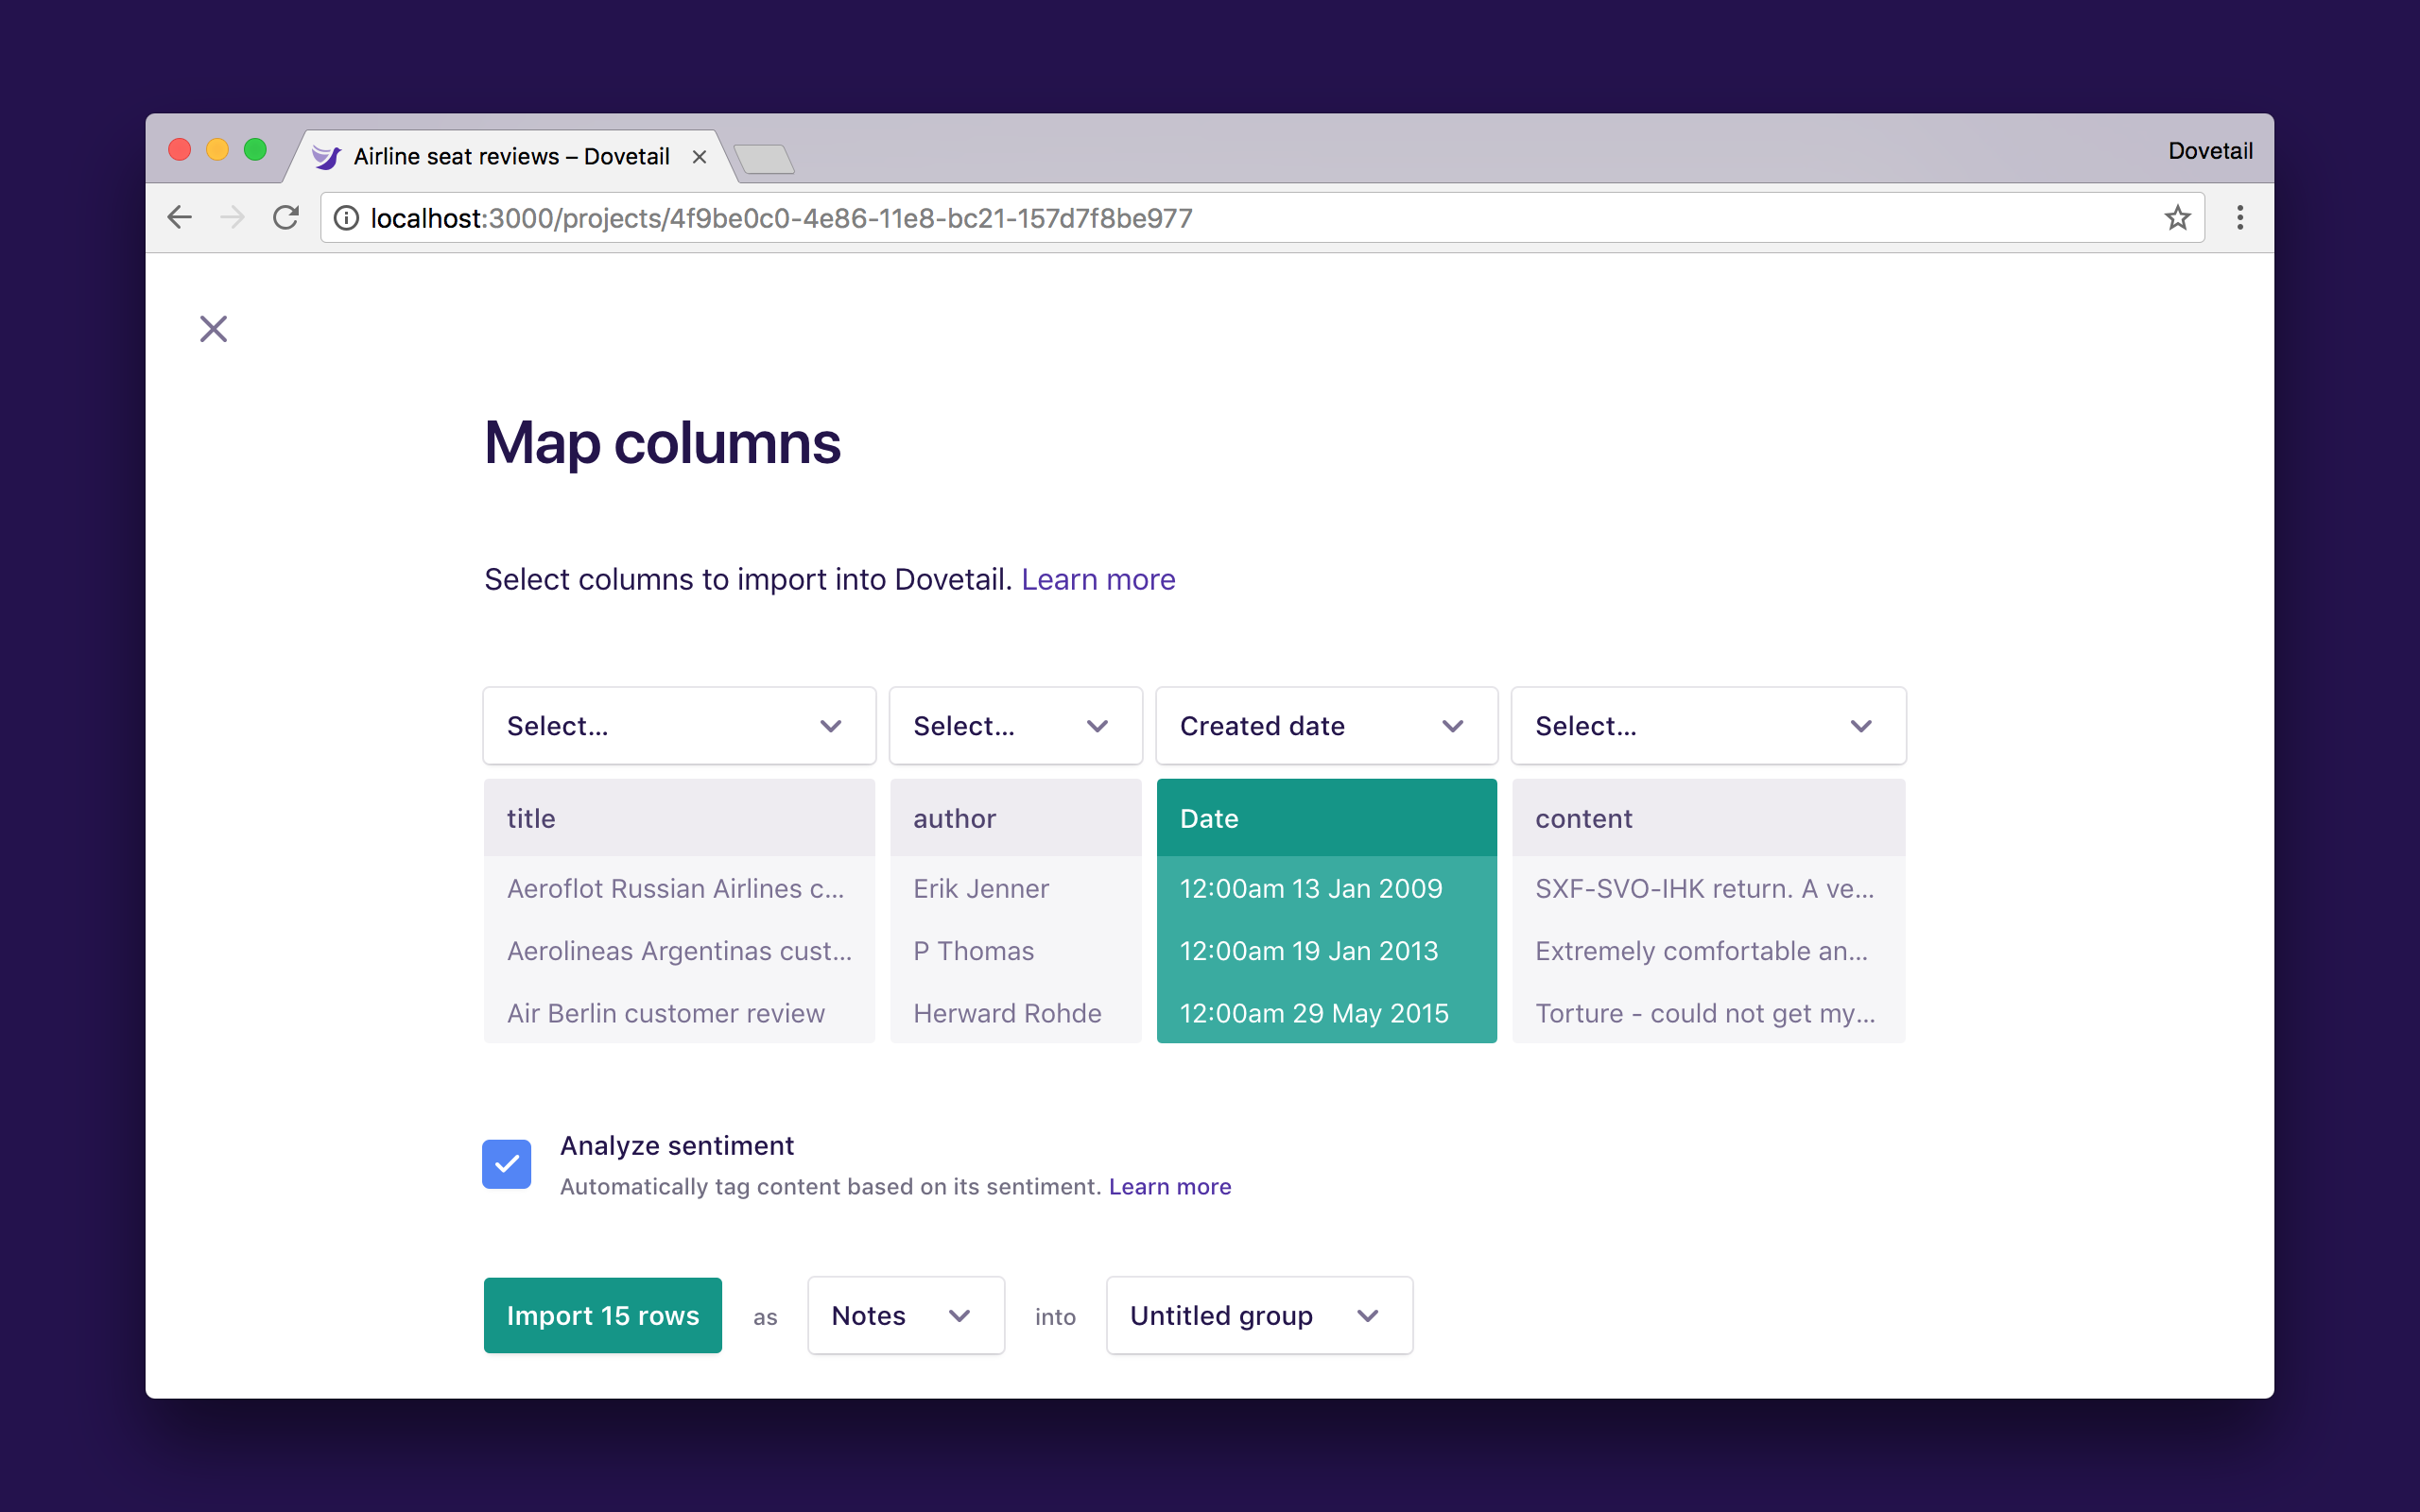 Airline seat reviews – Dovetail
Dovetail
localhost:3000/projects/4f9be0c0-4e86-11e8-bc21-157d7f8be977
Map columns
Select columns to import into Dovetail. Learn more
Select... Select... Created date Select...
title author Date content
Aeroflot Russian Airlines c... Erik Jenner 12:00am 13 Jan 2009 SXF-SVO-IHK return. A ve...
Aerolineas Argentinas cust... P Thomas 12:00am 19 Jan 2013 Extremely comfortable an...
Air Berlin customer review Herward Rohde 12:00am 29 May 2015 Torture - could not get my...
Analyze sentiment
Automatically tag content based on its sentiment. Learn more
Import 15 rows as Notes into Untitled group